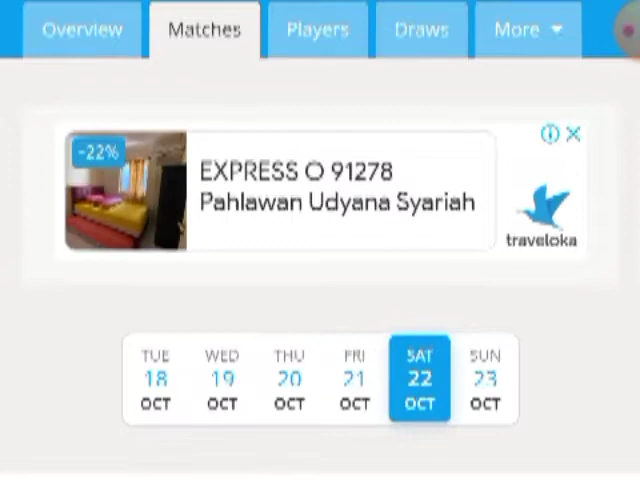 Overview Matches Players Draws More
-22%
EXPRESS O 91278
Pahlawan Udyana Syariah
traveloka
TUE WED THU FRI SAT SUN
18 19 20 21 22 23
OCT OCT OCT OCT OCT OCT